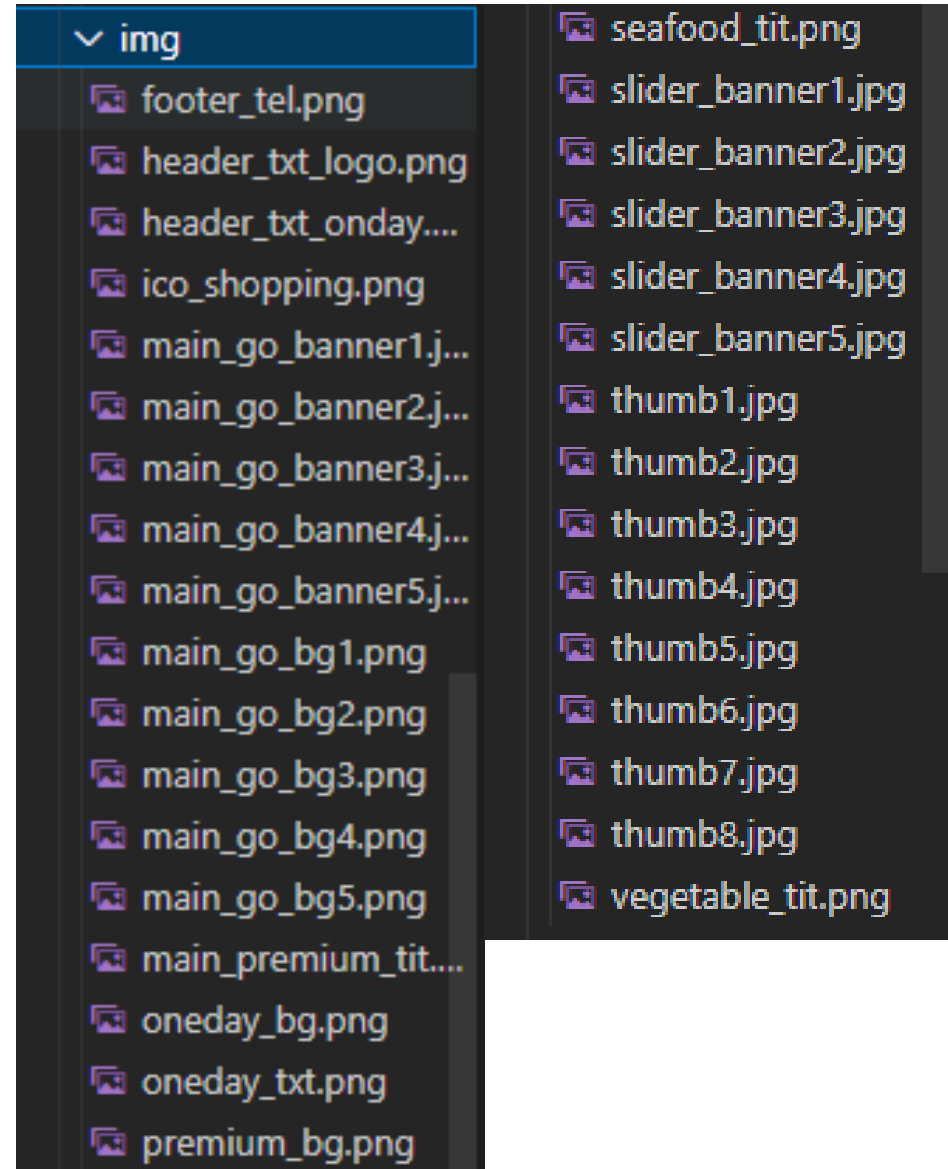 img
footer_tel.png
header_txt_logo.png
header_txt_onday....
ico_shopping.png
main_go_banner1.j...
main_go_banner2.j...
main_go_banner3.j...
main_go_banner4.j...
main_go_banner5.j...
main_go_bg1.png
main_go_bg2.png
main_go_bg3.png
main_go_bg4.png
main_go_bg5.png
main_premium_tit....
oneday_bg.png
oneday_txt.png
premium_bg.png
seafood_tit.png
slider_banner1.jpg
slider_banner2.jpg
slider_banner3.jpg
slider_banner4.jpg
slider_banner5.jpg
thumb1.jpg
thumb2.jpg
thumb3.jpg
thumb4.jpg
thumb5.jpg
thumb6.jpg
thumb7.jpg
thumb8.jpg
vegetable_tit.png